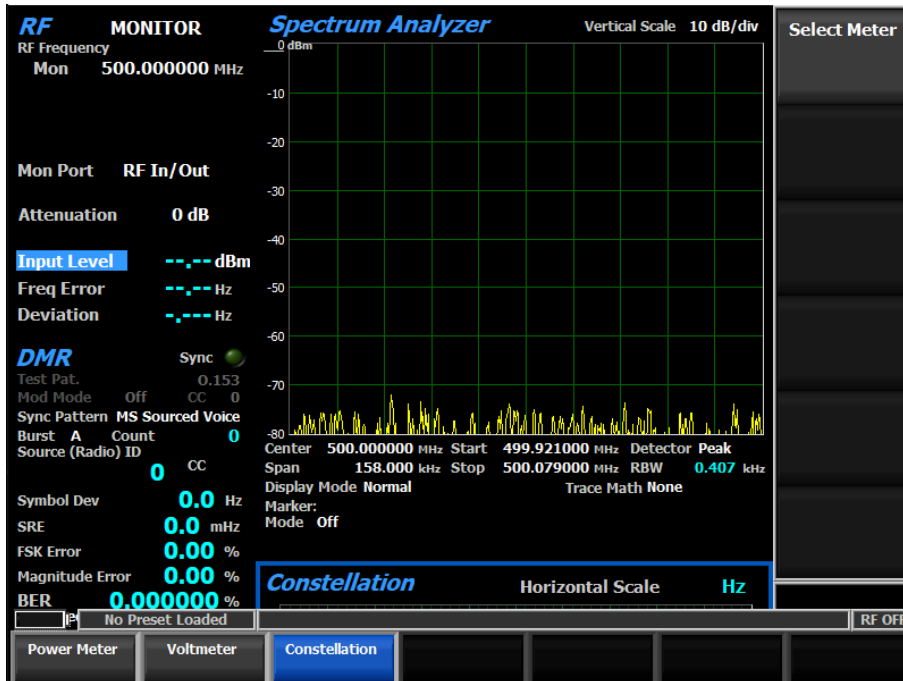 RF MONITOR
RF Frequency
Mon 500.000000 MHz
Mon Port RF In/Out
Attenuation 0 dB
Input Level --.-- dBm
Freq Error --.-- Hz
Deviation -.--- Hz
DMR Sync
Test Pat. 0.153
Mod Mode Off CC 0
Sync Pattern MS Sourced Voice
Burst A Count 0
Source (Radio) ID
0 CC
Symbol Dev 0.0 Hz
SRE 0.0 mHz
FSK Error 0.00 %
Magnitude Error 0.00 %
BER 0.000000 %
Spectrum Analyzer Vertical Scale 10 dB/div
0 dBm
-10
-20
-30
-40
-50
-60
-70
-80
Center 500.000000 MHz Start 499.921000 MHz Detector Peak
Span 158.000 kHz Stop 500.079000 MHz RBW 0.407 kHz
Display Mode Normal Trace Math None
Marker:
Mode Off
Constellation Horizontal Scale Hz
Select Meter
No Preset Loaded
RF OFF
Power Meter Voltmeter Constellation